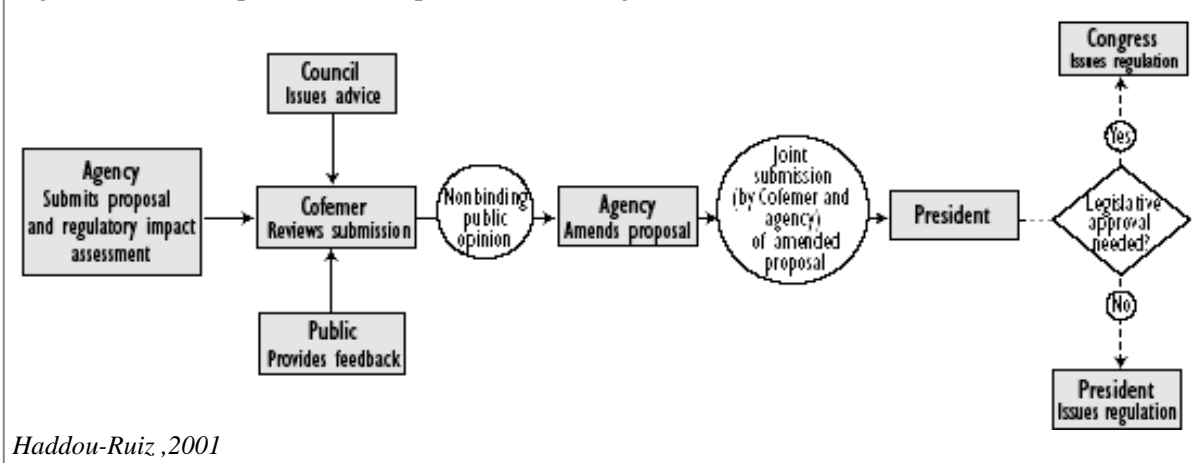 Agency
Submits proposal
and regulatory impact
assessment
Council
Issues advice
Cofemer
Reviews submission
Public
Provides feedback
Nonbinding
public
opinion
Agency
Amends proposal
Joint
submission
(by Cofemer and
agency)
of amended
proposal
President
Legislative
approval
needed?
Yes
Congress
Issues regulation
No
President
Issues regulation
Haddou-Ruiz ,2001